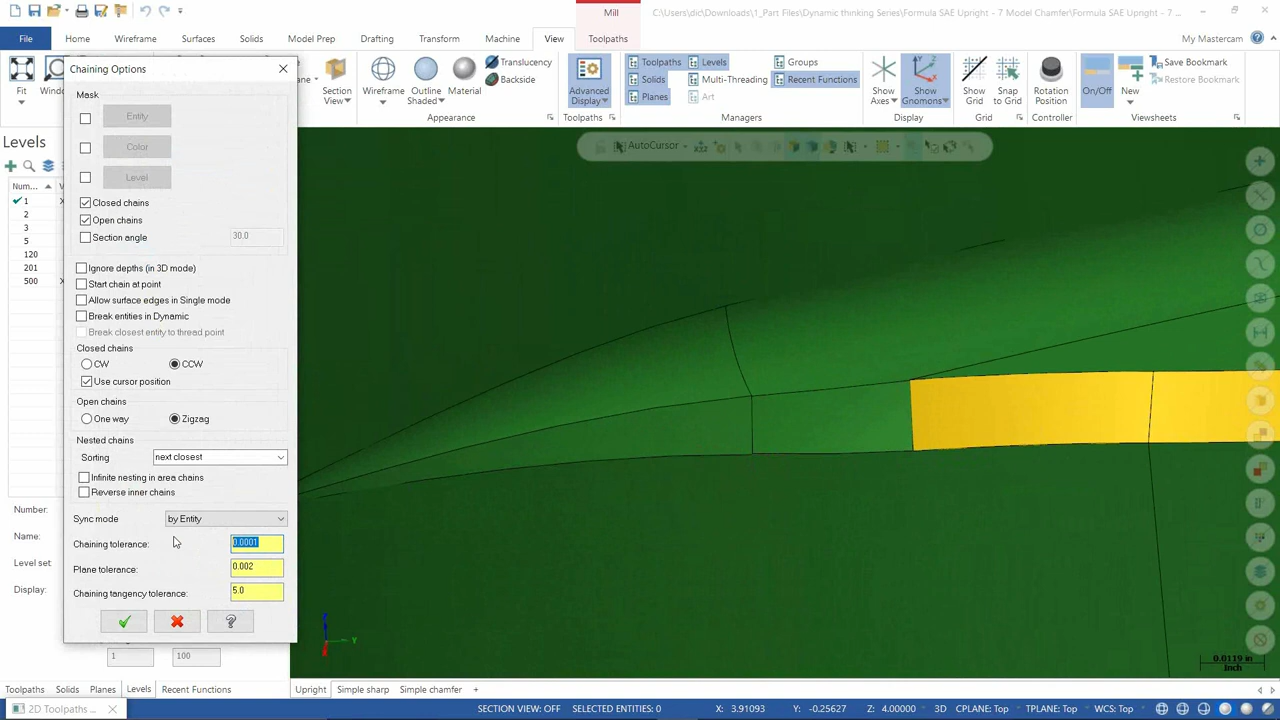 Mill
C:\Users\dic\Downloads\1_Part Files\Dynamic thinking Series\Formula SAE Upright - 7 Model Chamfer\Formula SAE Upright - 7 ...
File Home Wireframe Surfaces Solids Model Prep Drafting Transform Machine View Toolpaths My Mastercam
Fit
Section
View
Wireframe
Outline
Shaded
Material
Translucency
Backside
Appearance
Advanced
Display
Toolpaths
Toolpaths Levels Groups
Solids Multi-Threading Recent Functions
Planes Art
Managers
Show
Axes
Show
Gnomons
Display
Show
Grid
Snap
to Grid
Grid
Rotation
Position
Controller
On/Off
New
Save Bookmark
Restore Bookmark
Viewsheets
Levels
Num...
1
2
3
5
120
201
500
Number:
Name:
Level set:
Display:
1 100
Chaining Options
Mask
Entity
Color
Level
Closed chains
Open chains
Section angle 30.0
Ignore depths (in 3D mode)
Start chain at point
Allow surface edges in Single mode
Break entities in Dynamic
Break closest entity to thread point
Closed chains
CW CCW
Use cursor position
Open chains
One way Zigzag
Nested chains
Sorting next closest
Infinite nesting in area chains
Reverse inner chains
Sync mode by Entity
Chaining tolerance: 0.0001
Plane tolerance: 0.002
Chaining tangency tolerance: 5.0
AutoCursor
Y
0.0119 in
Inch
Toolpaths Solids Planes Levels Recent Functions
Upright Simple sharp Simple chamfer +
2D Toolpaths ...
SECTION VIEW: OFF SELECTED ENTITIES: 0 X: 3.91093 Y: -0.25627 Z: 4.00000 3D CPLANE: Top TPLANE: Top WCS: Top